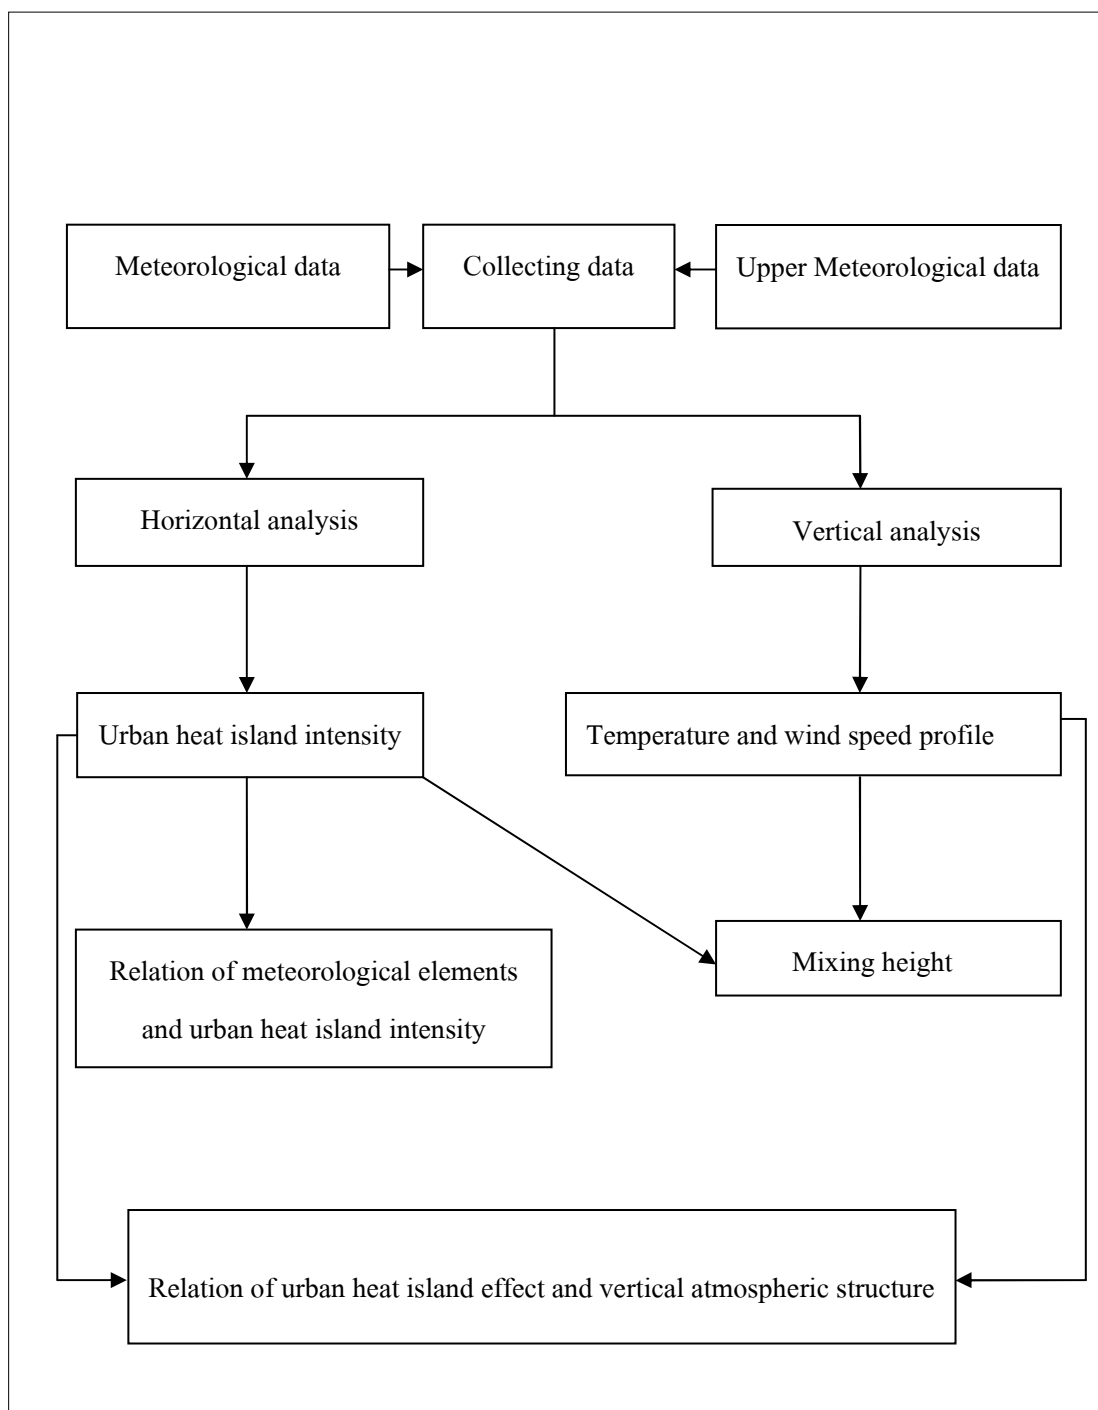 Meteorological data
Collecting data
Upper Meteorological data
Horizontal analysis
Vertical analysis
Urban heat island intensity
Temperature and wind speed profile
Relation of meteorological elements
and urban heat island intensity
Mixing height
Relation of urban heat island effect and vertical atmospheric structure